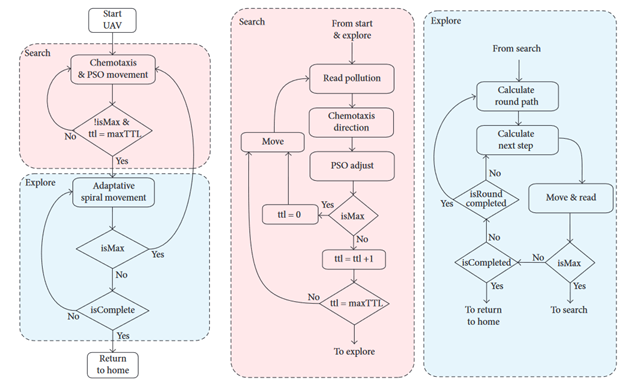 Start
UAV
Search
Chemotaxis
& PSO movement
!isMax &
ttl = maxTTL
No
Yes
Explore
Adaptative
spiral movement
isMax
Yes
No
isComplete
No
Yes
Return
to home
Search
From start
& explore
Read pollution
Chemotaxis
direction
Move
PSO adjust
Yes
ttl = 0
isMax
No
ttl = ttl +1
No
ttl = maxTTL
To explore
Explore
From search
Calculate
round path
Calculate
next step
No
isRound
completed
Yes
Move & read
No
isCompleted
No
isMax
Yes
Yes
To return
to home
To search